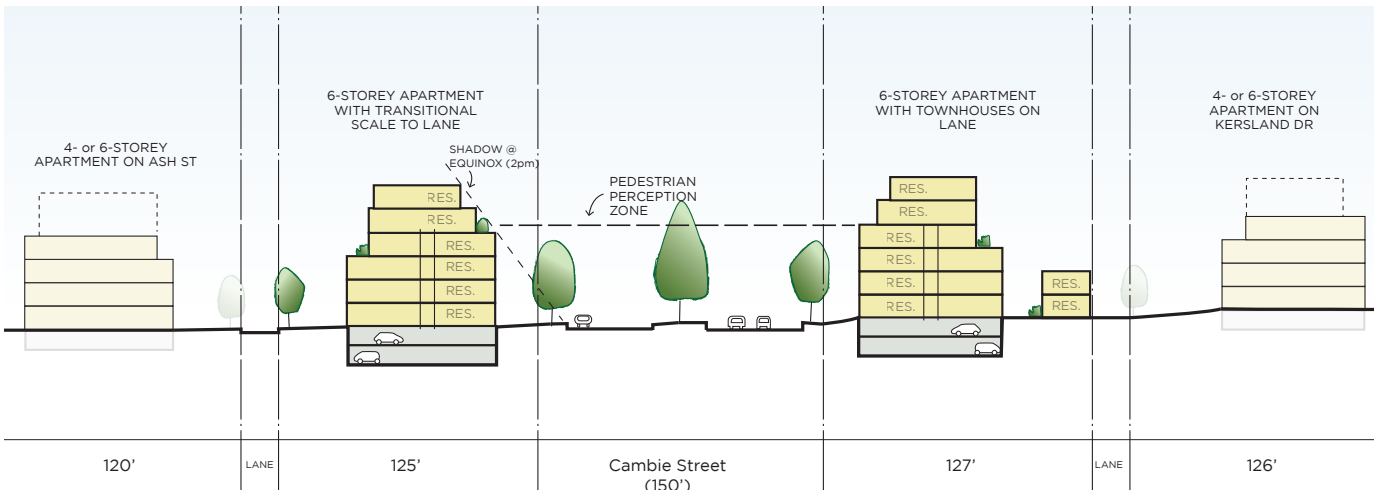 4- or 6-STOREY
APARTMENT ON ASH ST
6-STOREY APARTMENT
WITH TRANSITIONAL
SCALE TO LANE
SHADOW @
EQUINOX (2pm)
PEDESTRIAN
PERCEPTION
ZONE
6-STOREY APARTMENT
WITH TOWNHOUSES ON
LANE
4- or 6-STOREY
APARTMENT ON
KERSLAND DR
RES.
RES.
RES.
RES.
RES.
RES.
RES.
RES.
RES.
RES.
RES.
RES.
RES.
RES.
120’
LANE
125’
Cambie Street
(150’)
127’
LANE
126’